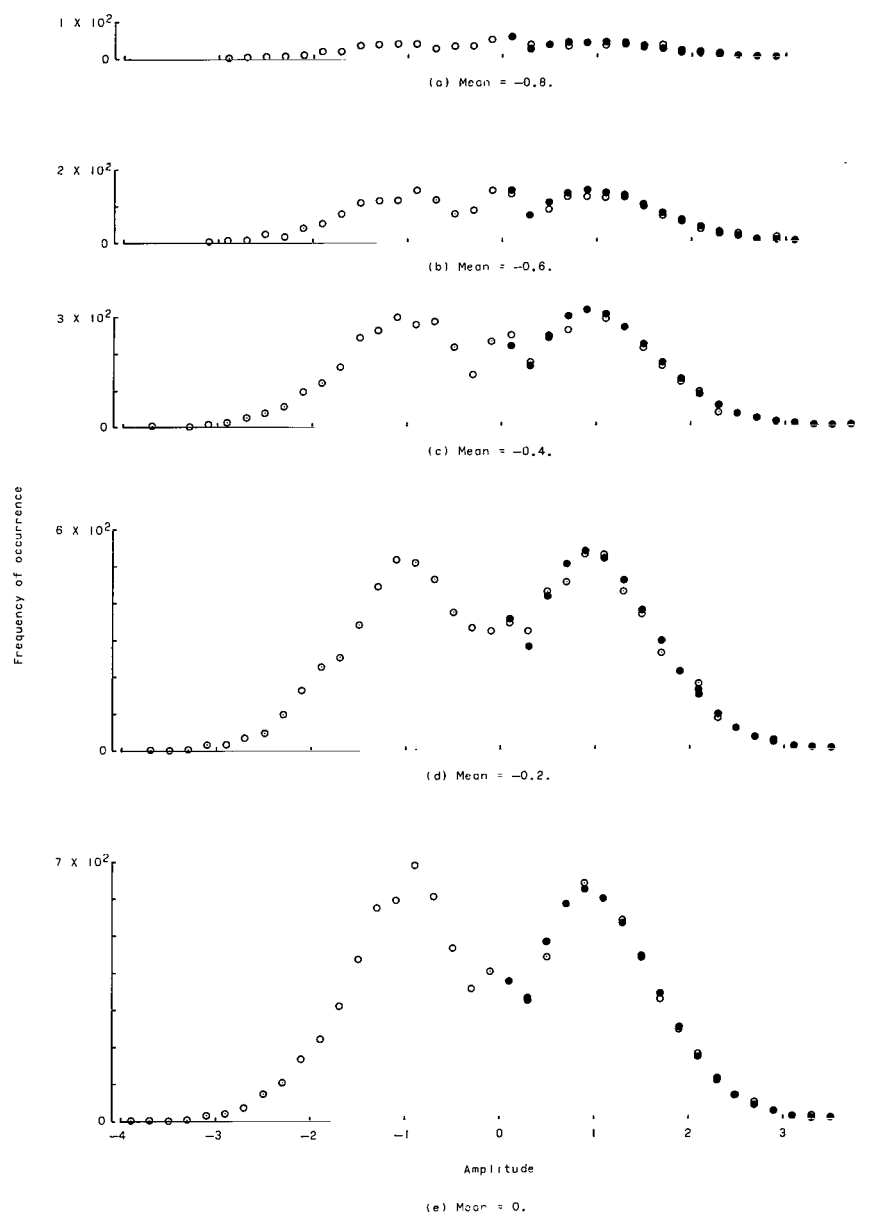 1 X 10²
0
(a) Mean = -0.8.
2 X 10²
0
(b) Mean = -0.6.
3 X 10²
0
(c) Mean = -0.4.
Frequency of occurrence
6 X 10²
0
(d) Mean = -0.2.
7 X 10²
0
-4 -3 -2 -1 0 1 2 3
Amplitude
(e) Mean = 0.